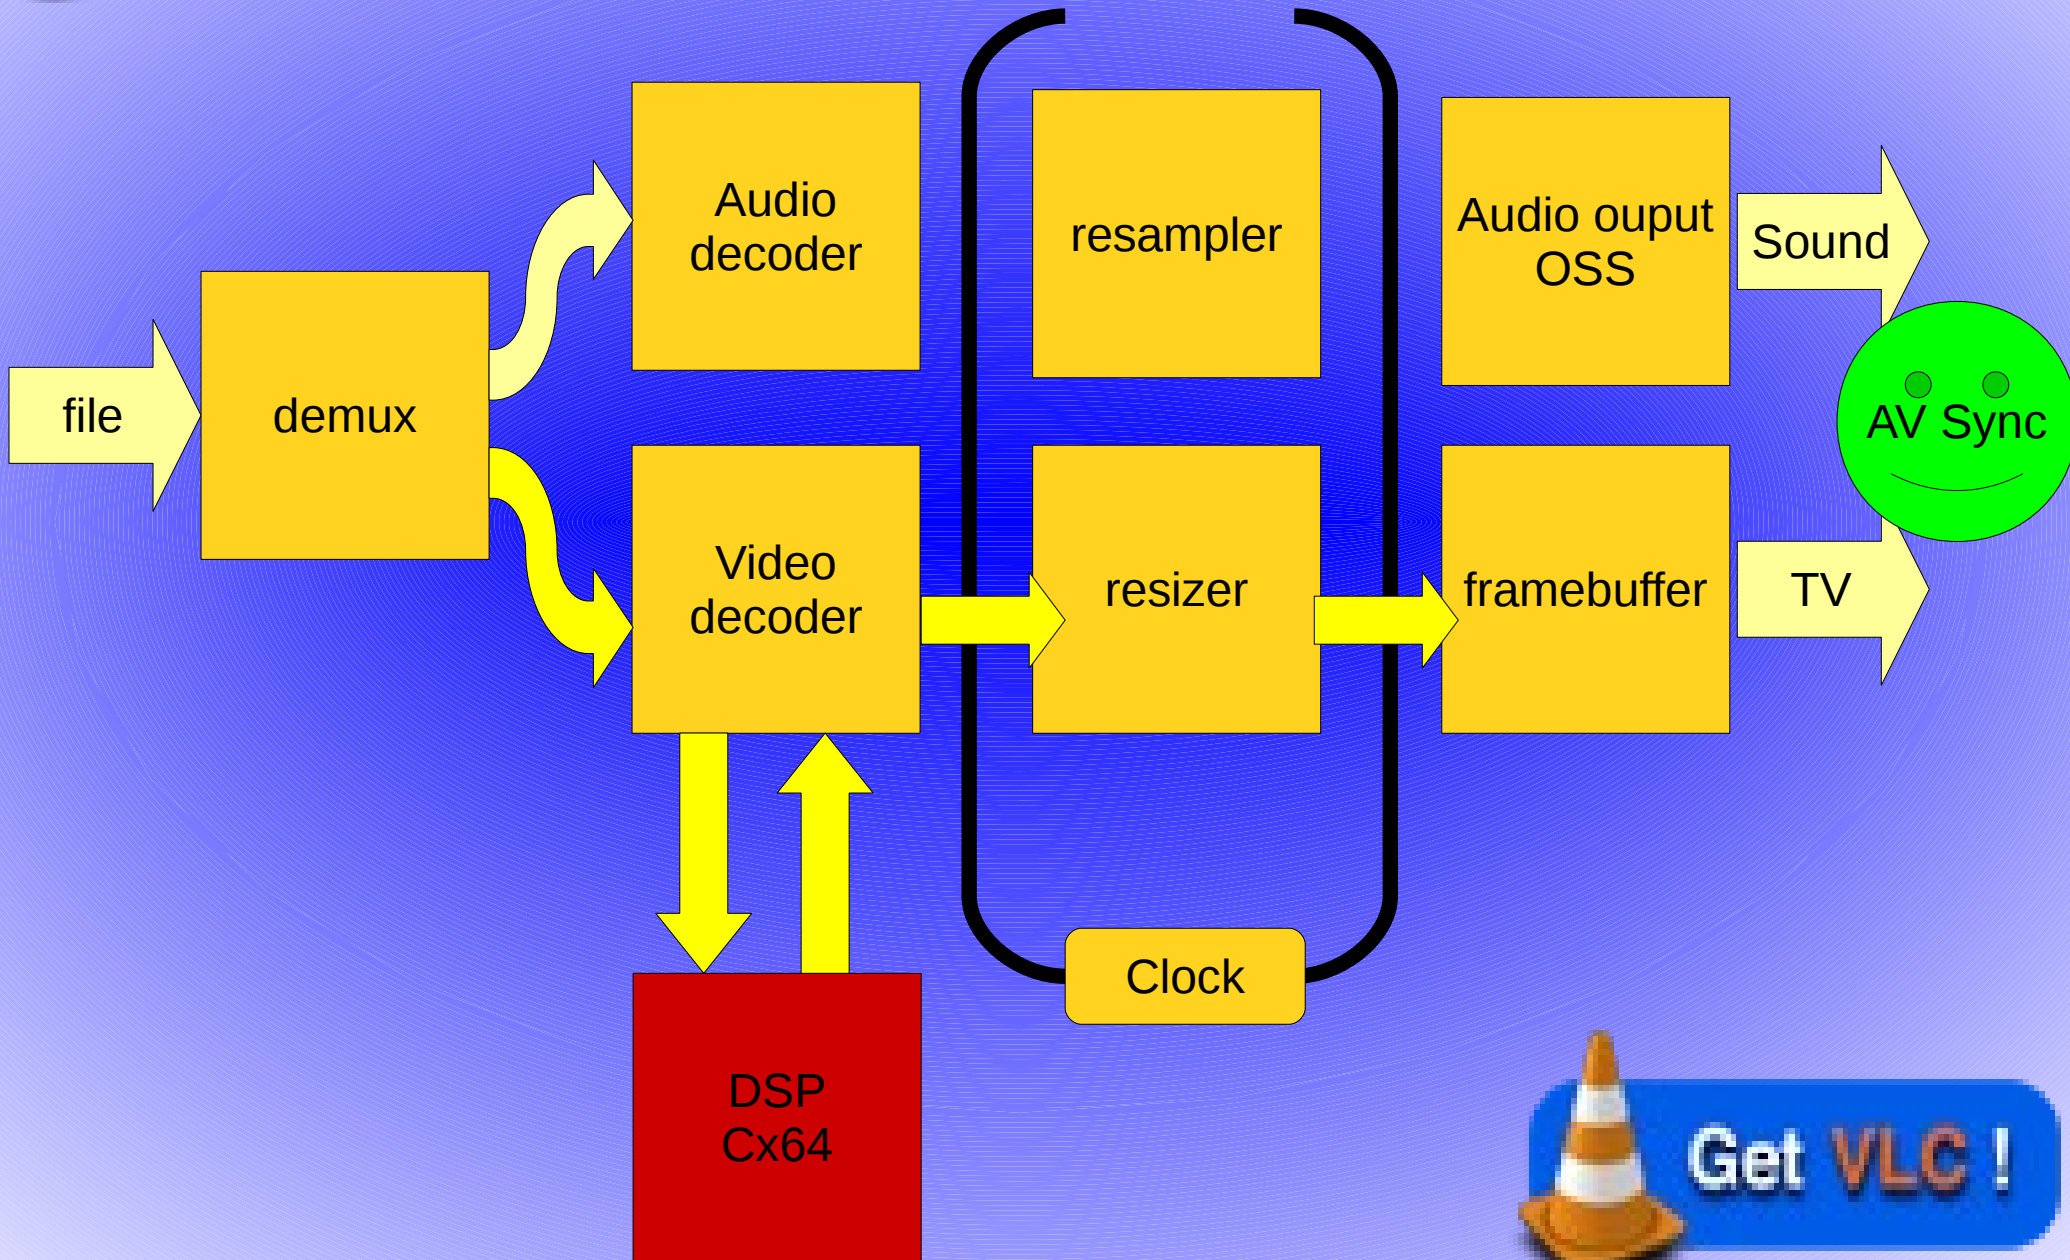 file
demux
Audio
decoder
resampler
Audio ouput
OSS
Sound
AV Sync
Video
decoder
resizer
framebuffer
TV
Clock
DSP
Cx64
Get VLC !